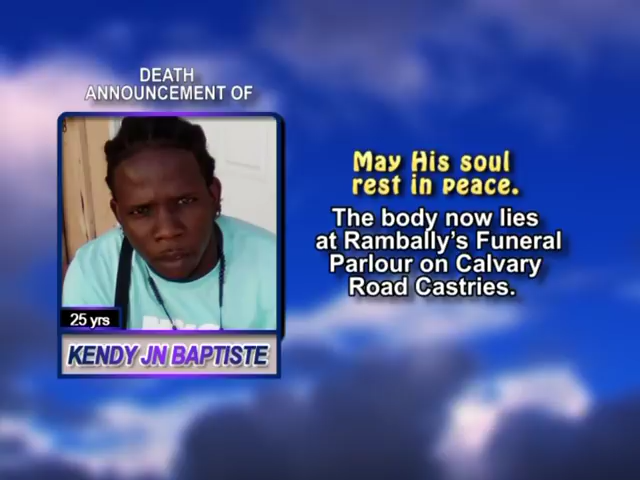 DEATH
ANNOUNCEMENT OF
25 yrs
KENDY JN BAPTISTE
May His soul
rest in peace.
The body now lies
at Rambally's Funeral
Parlour on Calvary
Road Castries.